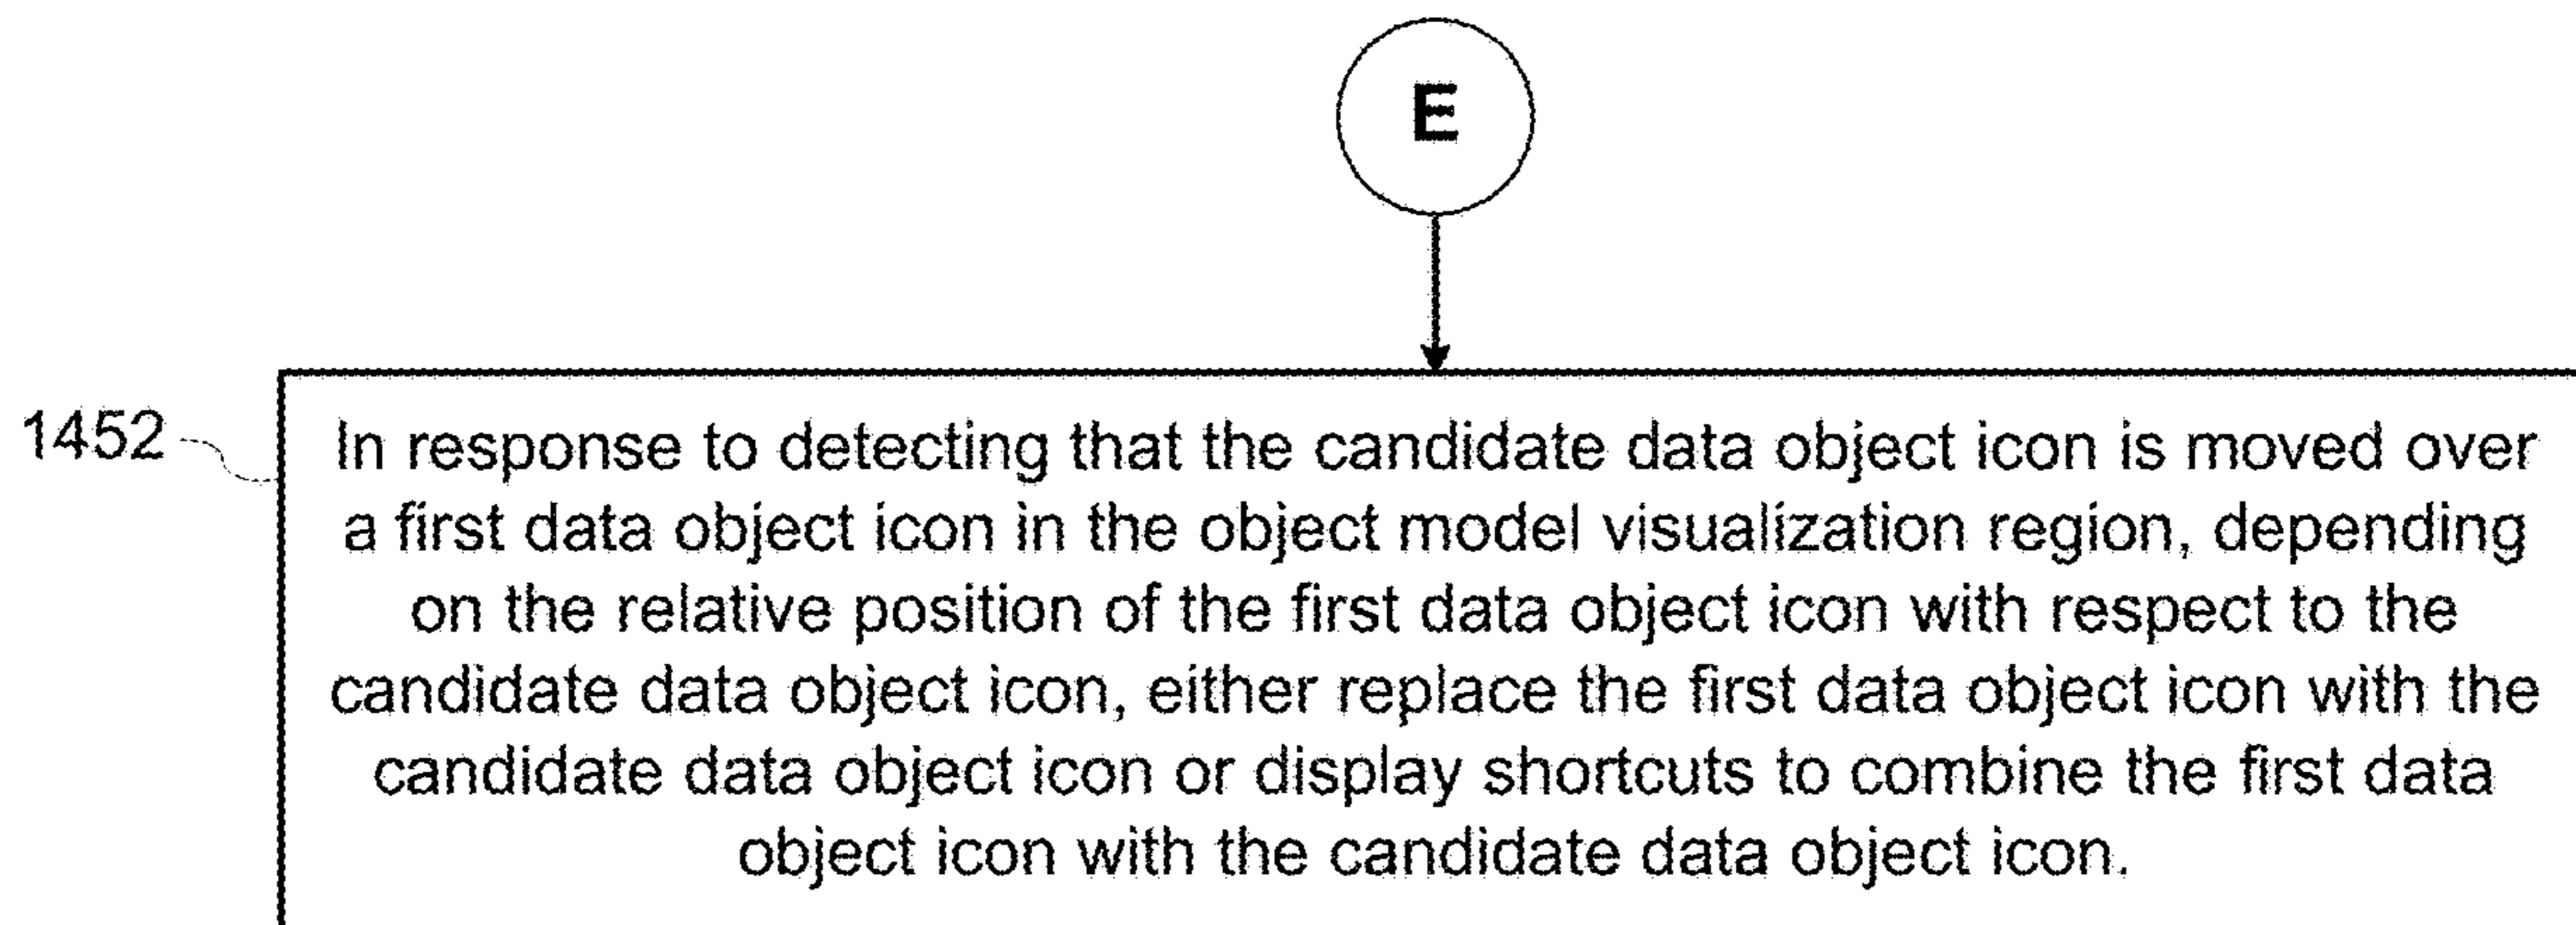 E
1452
In response to detecting that the candidate data object icon is moved over
a first data object icon in the object model visualization region, depending
on the relative position of the first data object icon with respect to the
candidate data object icon, either replace the first data object icon with the
candidate data object icon or display shortcuts to combine the first data
object icon with the candidate data object icon.